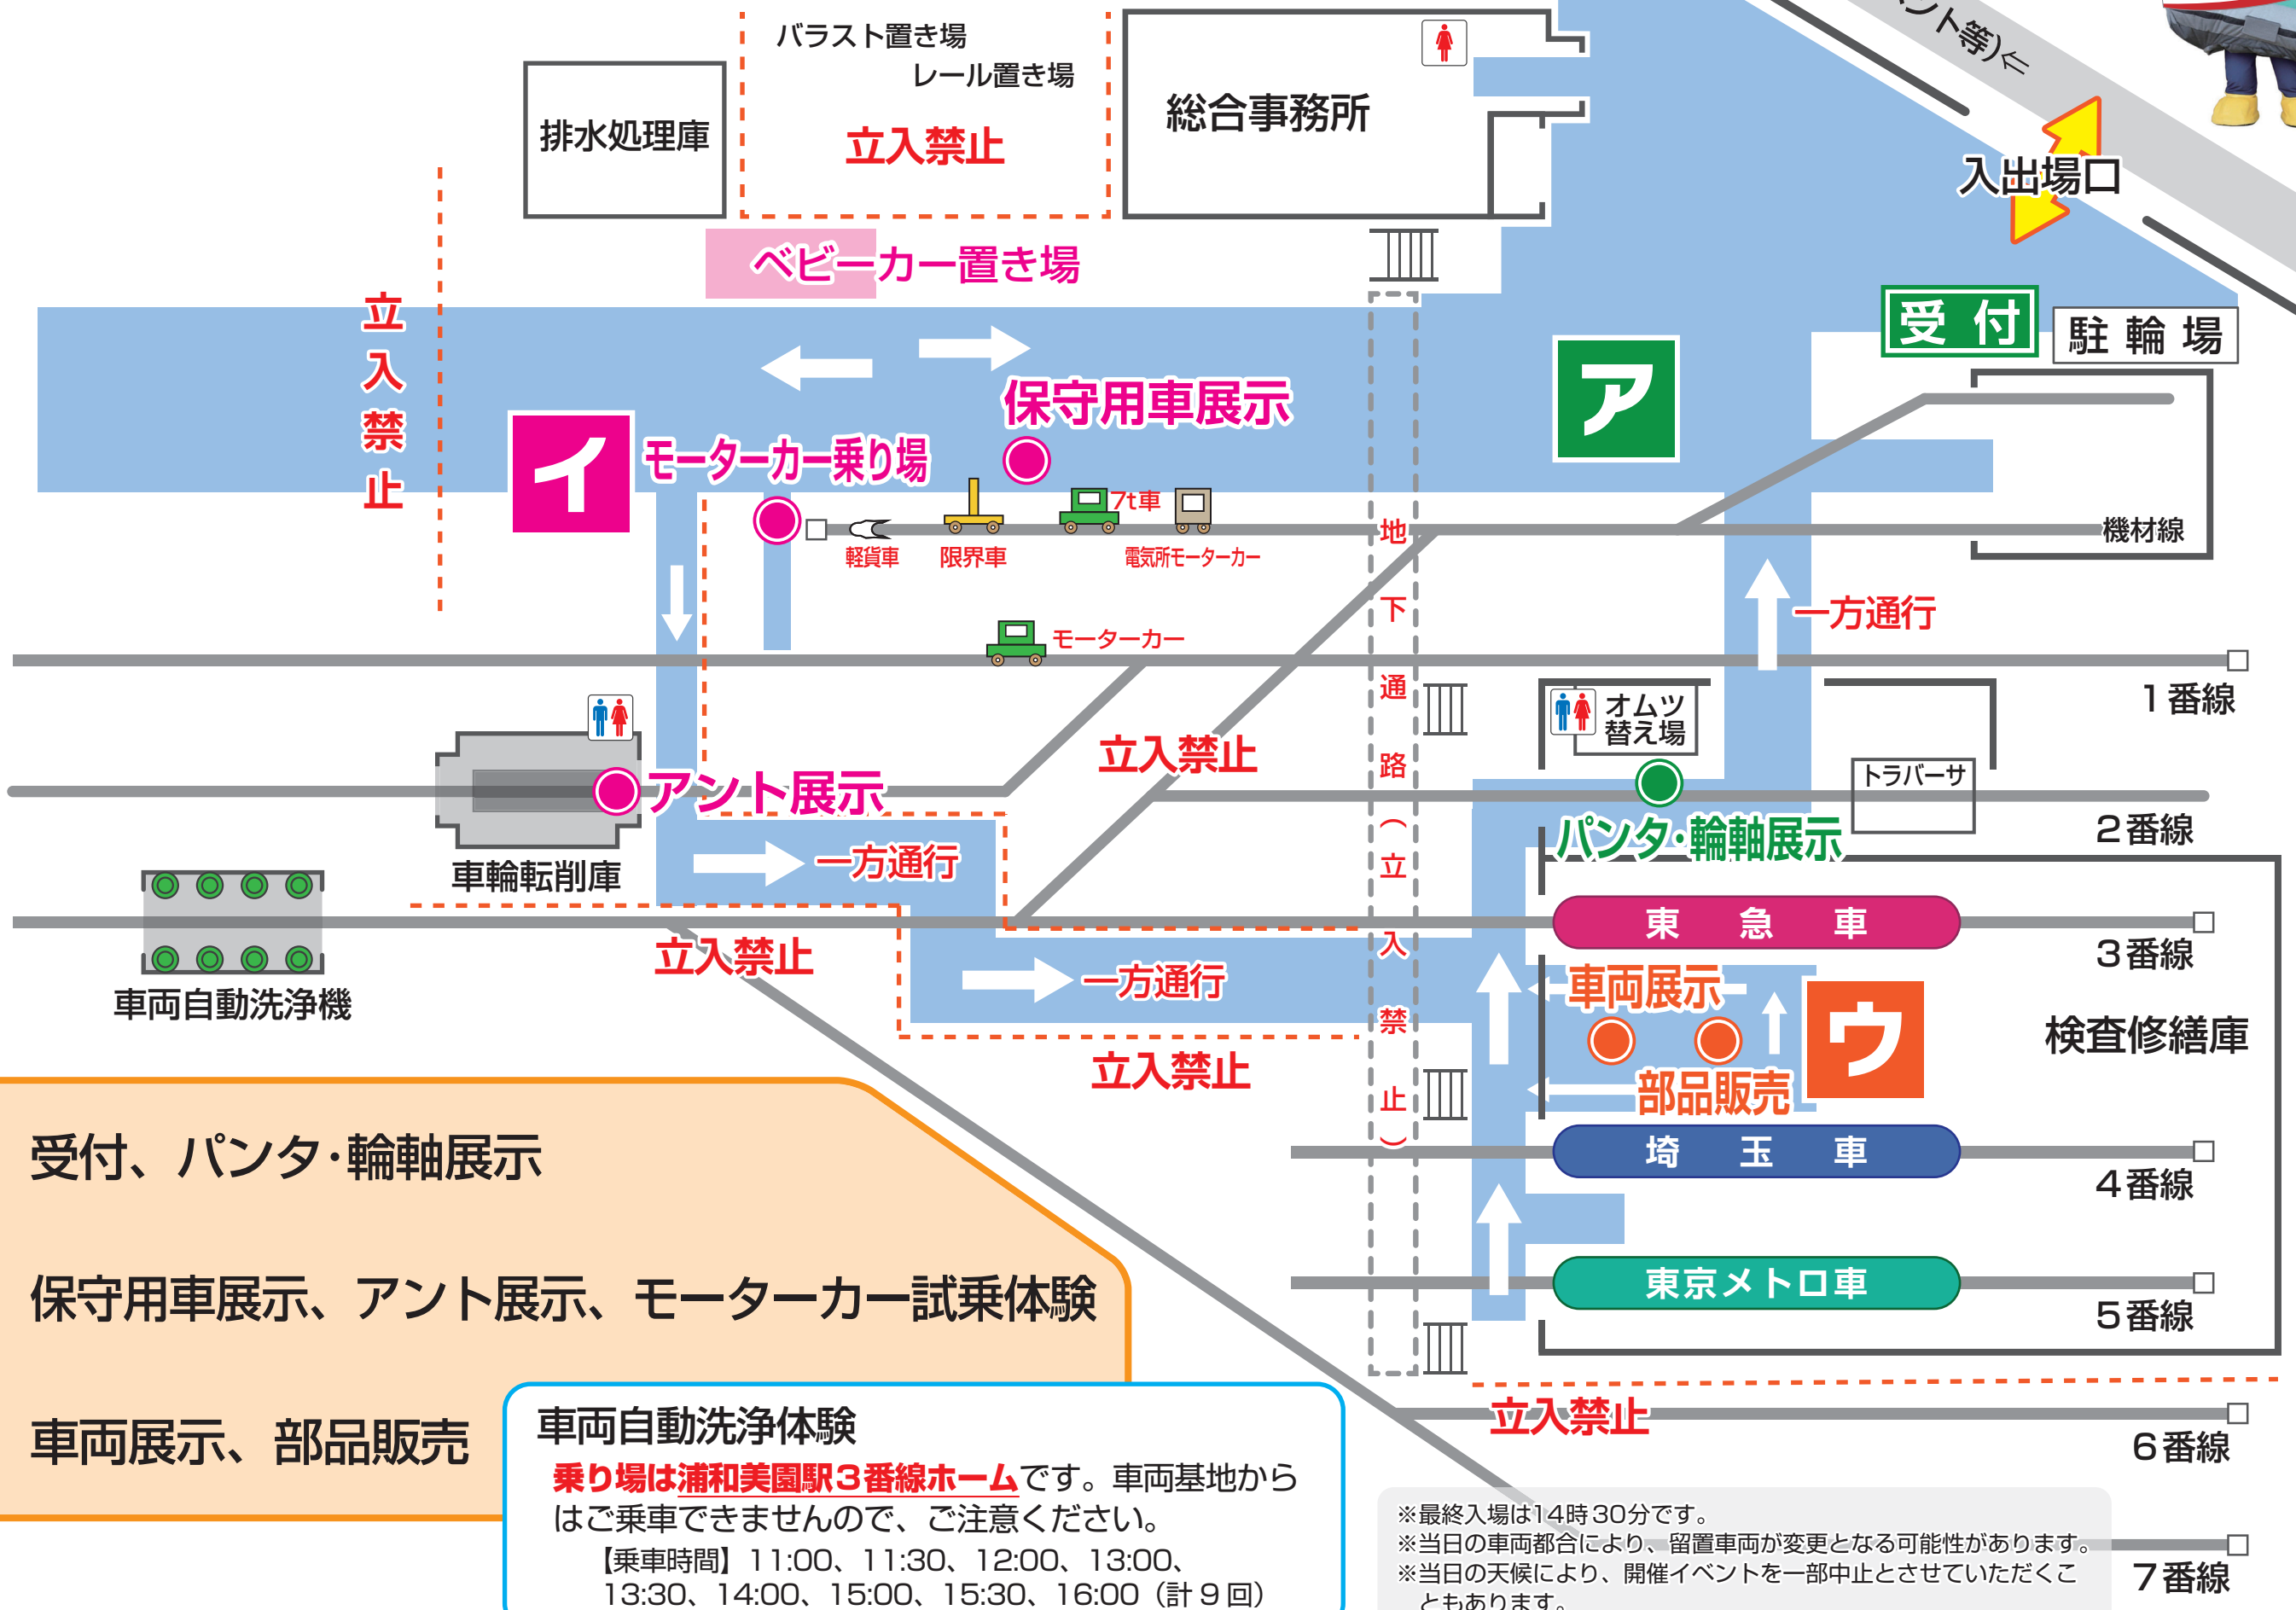 バラスト置き場
レール置き場
立入禁止
排水処理庫
総合事務所
ント等)⇐
入出場口
ベビーカー置き場
立入禁止
受 付
駐 輪 場
ア
保守用車展示
イ
モーターカー乗り場
7t車
軽貨車
限界車
電気所モーターカー
機材線
地下通路(立入禁止)
一方通行
モーターカー
1番線
オムツ
替え場
立入禁止
トラバーサ
アント展示
パンタ・輪軸展示
2番線
一方通行
車輪転削庫
東 急 車
3番線
立入禁止
一方通行
車両展示
車両自動洗浄機
ウ
検査修繕庫
立入禁止
部品販売
埼 玉 車
4番線
東京メトロ車
5番線
立入禁止
6番線
7番線
受付、パンタ・輪軸展示
保守用車展示、アント展示、モーターカー試乗体験
車両展示、部品販売
車両自動洗浄体験
乗り場は浦和美園駅3番線ホームです。車両基地から
はご乗車できませんので、ご注意ください。
【乗車時間】11:00、11:30、12:00、13:00、
13:30、14:00、15:00、15:30、16:00（計9回）
※最終入場は14時30分です。
※当日の車両都合により、留置車両が変更となる可能性があります。
※当日の天候により、開催イベントを一部中止とさせていただくこ
ともあります。